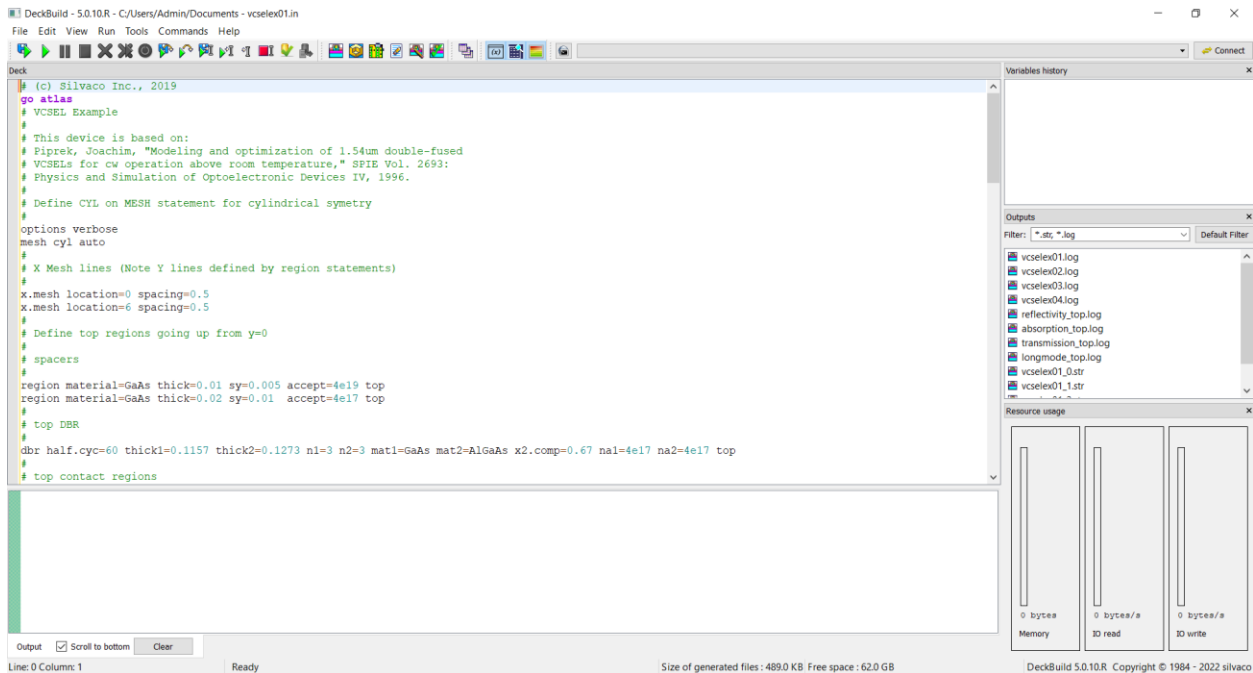 DeckBuild - 5.0.10.R - C:/Users/Admin/Documents - vcselex01.in
File Edit View Run Tools Commands Help
Connect
Deck
# (c) Silvaco Inc., 2019
go atlas
# VCSEL Example
#
# This device is based on:
# Piprek, Joachim, "Modeling and optimization of 1.54um double-fused
# VCSELs for cw operation above room temperature," SPIE Vol. 2693:
# Physics and Simulation of Optoelectronic Devices IV, 1996.
#
# Define CYL on MESH statement for cylindrical symetry
#
options verbose
mesh cyl auto
#
# X Mesh lines (Note Y lines defined by region statements)
#
x.mesh location=0 spacing=0.5
x.mesh location=6 spacing=0.5
#
# Define top regions going up from y=0
#
# spacers
#
region material=GaAs thick=0.01 sy=0.005 accept=4e19 top
region material=GaAs thick=0.02 sy=0.01  accept=4e17 top
#
# top DBR
#
dbr half.cyc=60 thick1=0.1157 thick2=0.1273 n1=3 n2=3 mat1=GaAs mat2=AlGaAs x2.comp=0.67 na1=4e17 na2=4e17 top
#
# top contact regions
Variables history
Outputs
Filter: *.str, *.log
Default Filter
vcselex01.log
vcselex02.log
vcselex03.log
vcselex04.log
reflectivity_top.log
absorption_top.log
transmission_top.log
longmode_top.log
vcselex01_0.str
vcselex01_1.str
Resource usage
0 bytes 0 bytes/s 0 bytes/s
Memory IO read IO write
Output Scroll to bottom Clear
Line: 0 Column: 1 Ready Size of generated files : 489.0 KB Free space : 62.0 GB DeckBuild 5.0.10.R Copyright © 1984 - 2022 silvaco